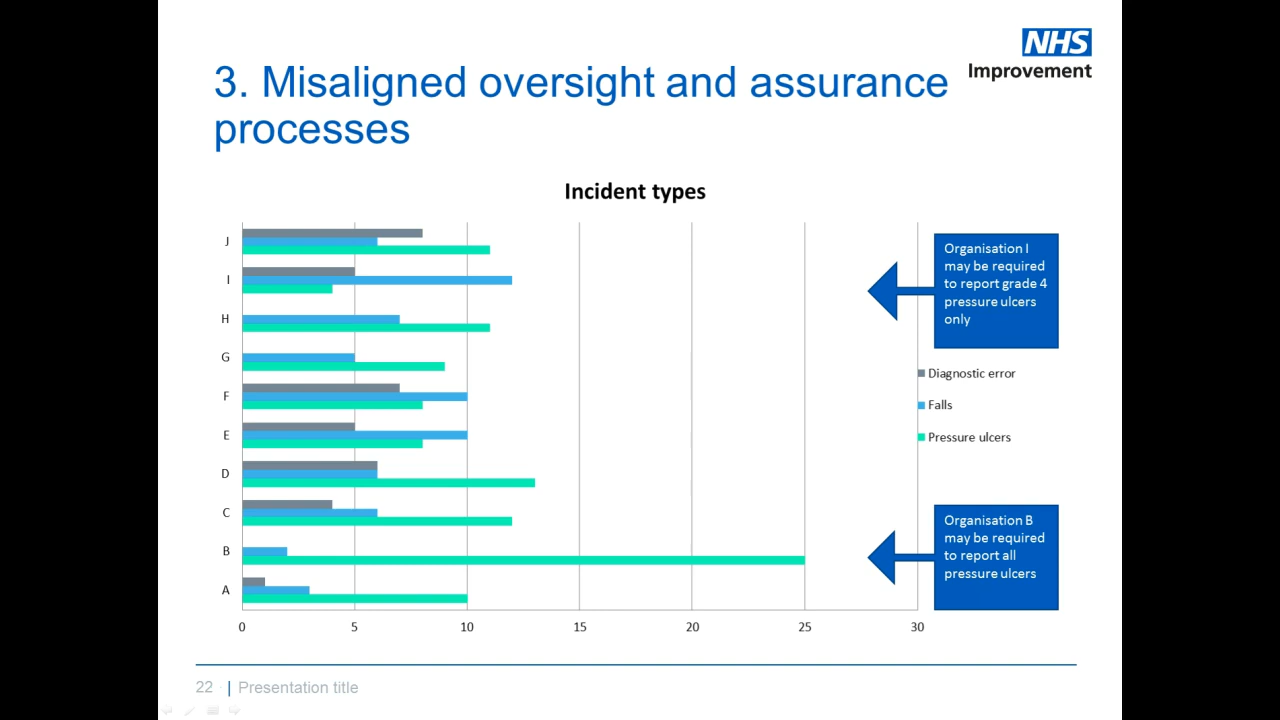 NHS
Improvement
3. Misaligned oversight and assurance
processes
Incident types
J
I
H
G
F
E
D
C
B
A
0 5 10 15 20 25 30
Organisation I
may be required
to report grade 4
pressure ulcers
only
Diagnostic error
Falls
Pressure ulcers
Organisation B
may be required
to report all
pressure ulcers
22 | Presentation title